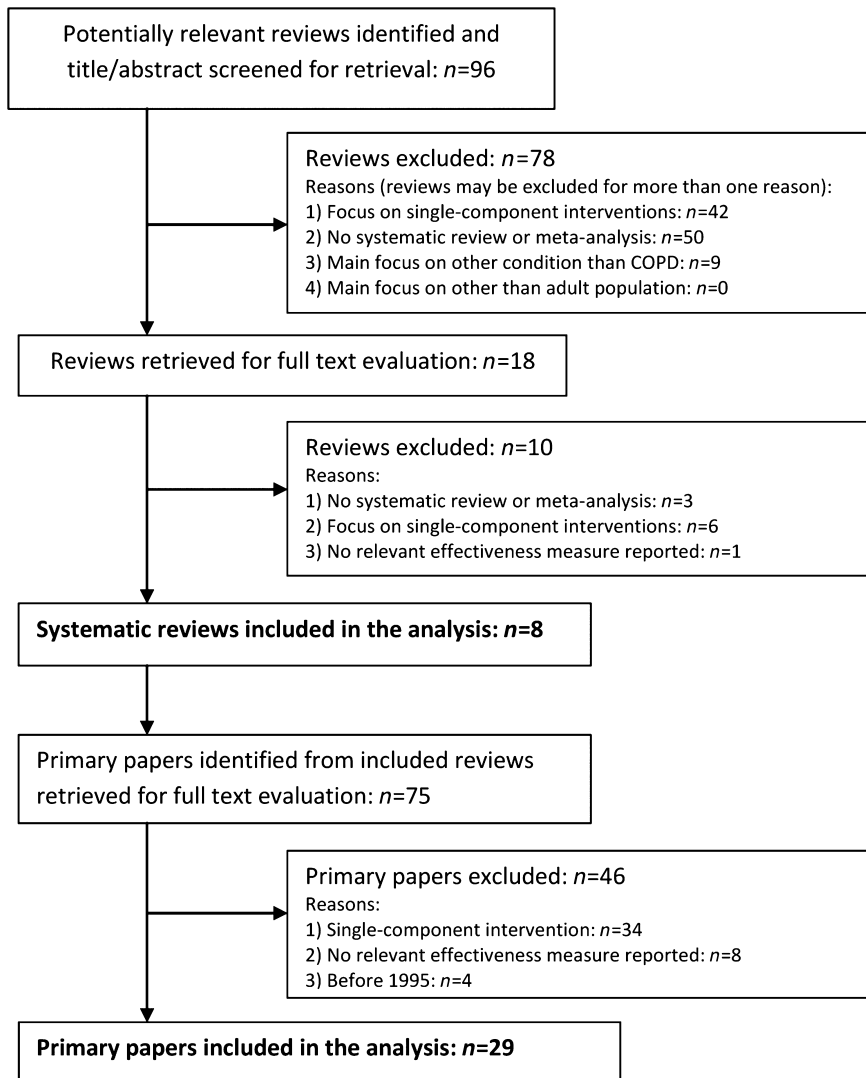 Potentially relevant reviews identified and
title/abstract screened for retrieval: n=96
Reviews excluded: n=78
Reasons (reviews may be excluded for more than one reason):
1) Focus on single-component interventions: n=42
2) No systematic review or meta-analysis: n=50
3) Main focus on other condition than COPD: n=9
4) Main focus on other than adult population: n=0
Reviews retrieved for full text evaluation: n=18
Reviews excluded: n=10
Reasons:
1) No systematic review or meta-analysis: n=3
2) Focus on single-component interventions: n=6
3) No relevant effectiveness measure reported: n=1
Systematic reviews included in the analysis: n=8
Primary papers identified from included reviews
retrieved for full text evaluation: n=75
Primary papers excluded: n=46
Reasons:
1) Single-component intervention: n=34
2) No relevant effectiveness measure reported: n=8
3) Before 1995: n=4
Primary papers included in the analysis: n=29